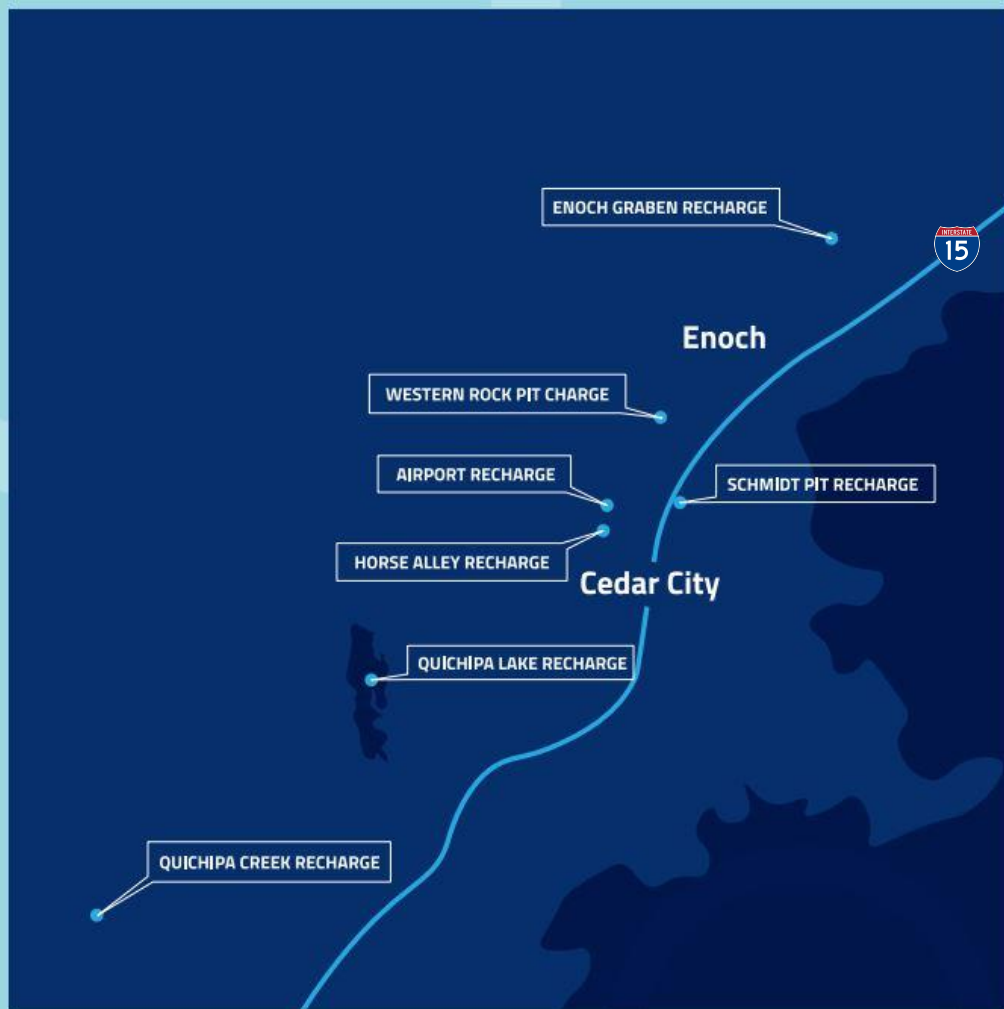 ENOCH GRABEN RECHARGE
INTERSTATE
15
Enoch
WESTERN ROCK PIT CHARGE
AIRPORT RECHARGE
SCHMIDT PIT RECHARGE
HORSE ALLEY RECHARGE
Cedar City
QUICHIPA LAKE RECHARGE
QUICHIPA CREEK RECHARGE